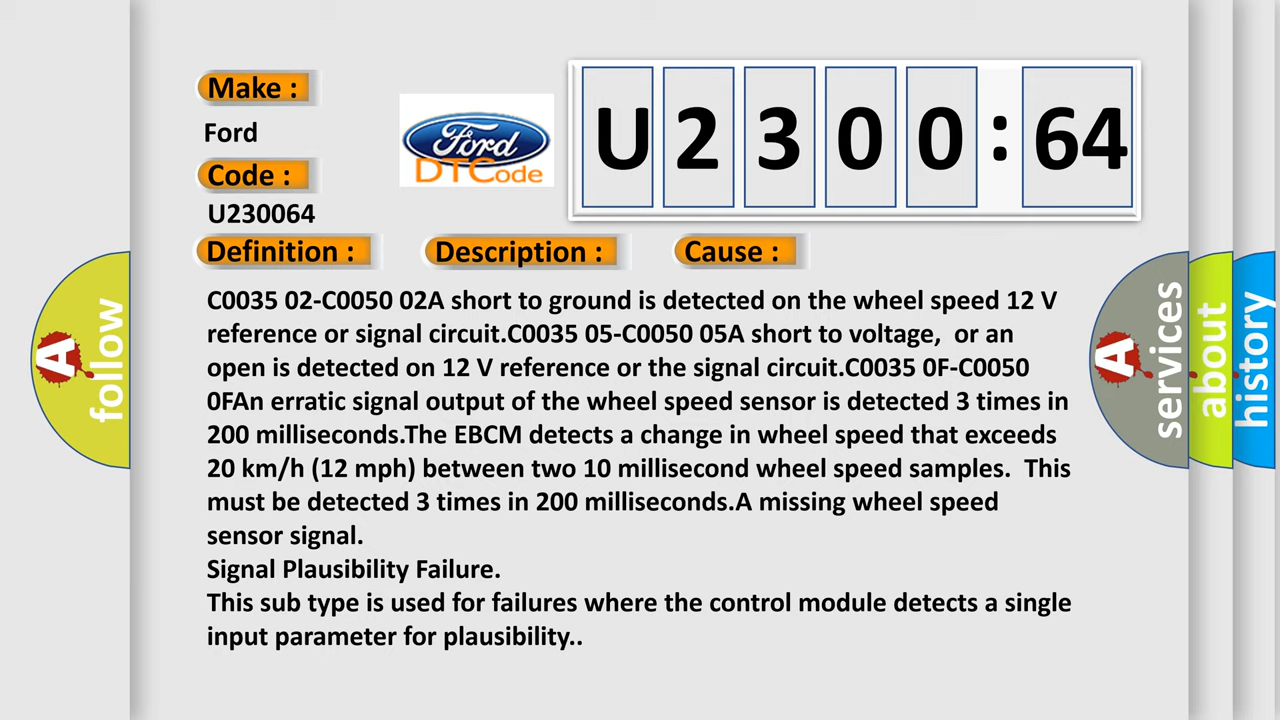 Make :
Ford
Code :
U230064
Ford
DTCode
U2300:64
Definition :
Description :
Cause :
C0035 02-C0050 02A short to ground is detected on the wheel speed 12 V
reference or signal circuit.C0035 05-C0050 05A short to voltage,  or an
open is detected on 12 V reference or the signal circuit.C0035 0F-C0050
0FAn erratic signal output of the wheel speed sensor is detected 3 times in
200 milliseconds.The EBCM detects a change in wheel speed that exceeds
20 km/h (12 mph) between two 10 millisecond wheel speed samples.  This
must be detected 3 times in 200 milliseconds.A missing wheel speed
sensor signal.
Signal Plausibility Failure.
This sub type is used for failures where the control module detects a single
input parameter for plausibility..
A
follow
A
services
about
history